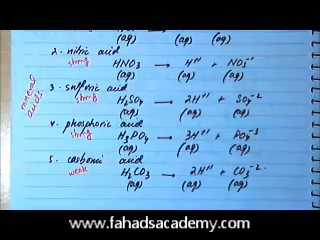 (aq) (aq) (aq)
2. nitric acid
strong HNO3 → H+1 + NO3-1
(aq) (aq) (aq)
mineral acids
3. sulfuric acid
strong H2SO4 → 2H+1 + SO4-2
(aq) (aq) (aq)
4. phosphoric acid
strong H3PO4 → 3H+1 + PO4-3
(aq) (aq) (aq)
5. carbonic acid
weak H2CO3 → 2H+1 + CO3-2
(aq) (aq) (aq)
www.fahadsacademy.com